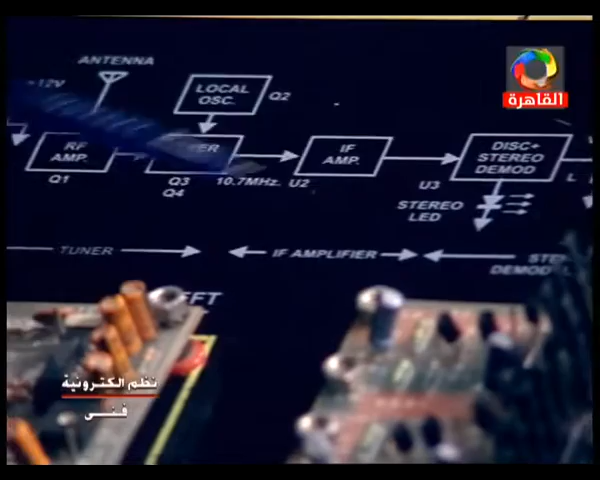 ANTENNA
القاهرة
+12V
LOCAL
OSC.
Q2
RF
AMP.
IF
AMP.
DISC+
STEREO
DEMOD
Q1
Q3
Q4
10.7MHz.
U2
U3
L
STEREO
LED
TUNER
IF AMPLIFIER
DEMOD
نظم الكترونية
فنى